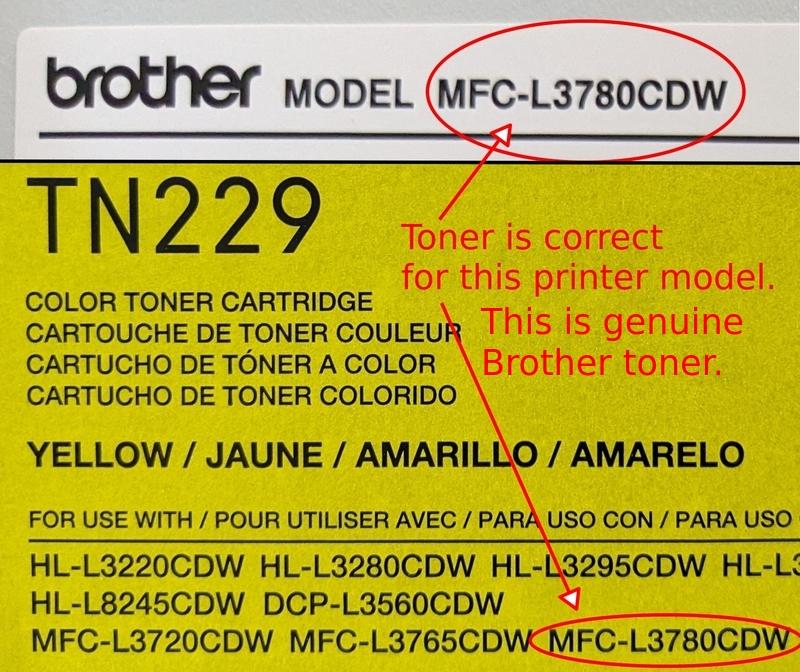 brother MODEL MFC-L3780CDW
TN229
Toner is correct
for this printer model.
This is genuine
Brother toner.
COLOR TONER CARTRIDGE
CARTOUCHE DE TONER COULEUR
CARTUCHO DE TÓNER A COLOR
CARTUCHO DE TONER COLORIDO
YELLOW / JAUNE / AMARILLO / AMARELO
FOR USE WITH / POUR UTILISER AVEC / PARA USO CON / PARA USO
HL-L3220CDW HL-L3280CDW HL-L3295CDW HL-L3
HL-L8245CDW DCP-L3560CDW
MFC-L3720CDW MFC-L3765CDW MFC-L3780CDW